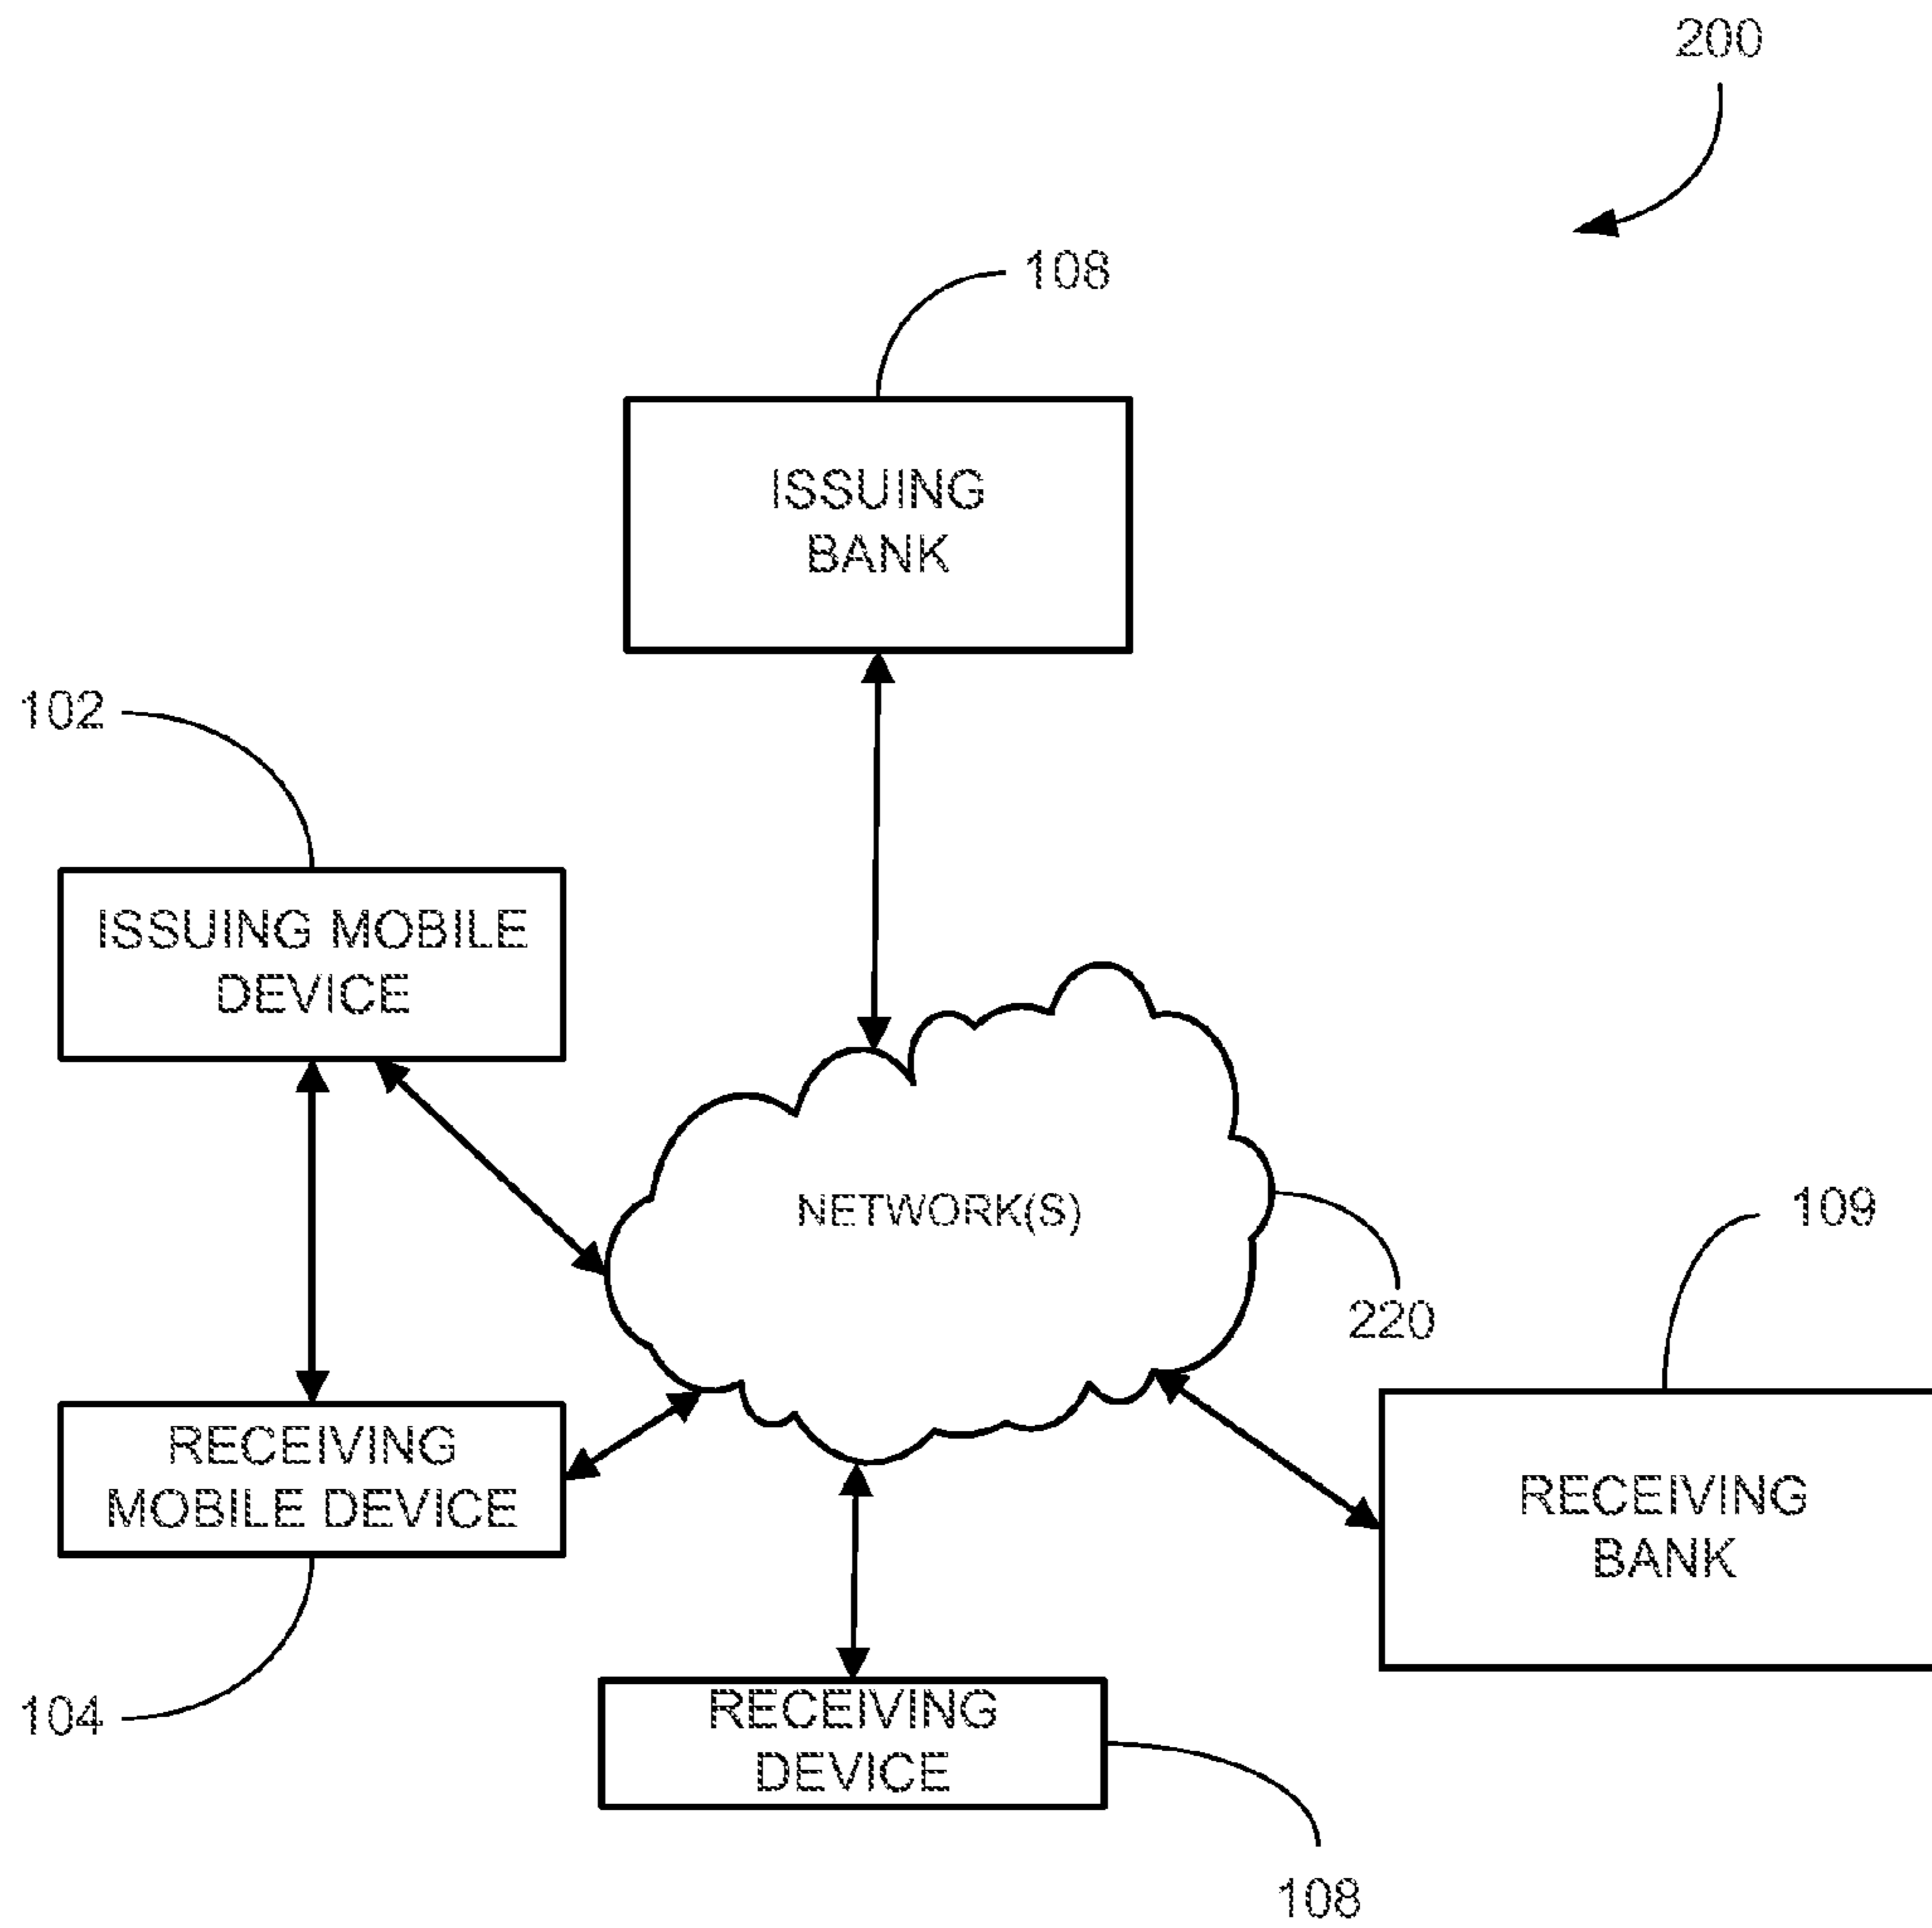 200
108
ISSUING
BANK
102
ISSUING MOBILE
DEVICE
NETWORK(S)
109
220
RECEIVING
MOBILE DEVICE
RECEIVING
BANK
104
RECEIVING
DEVICE
108